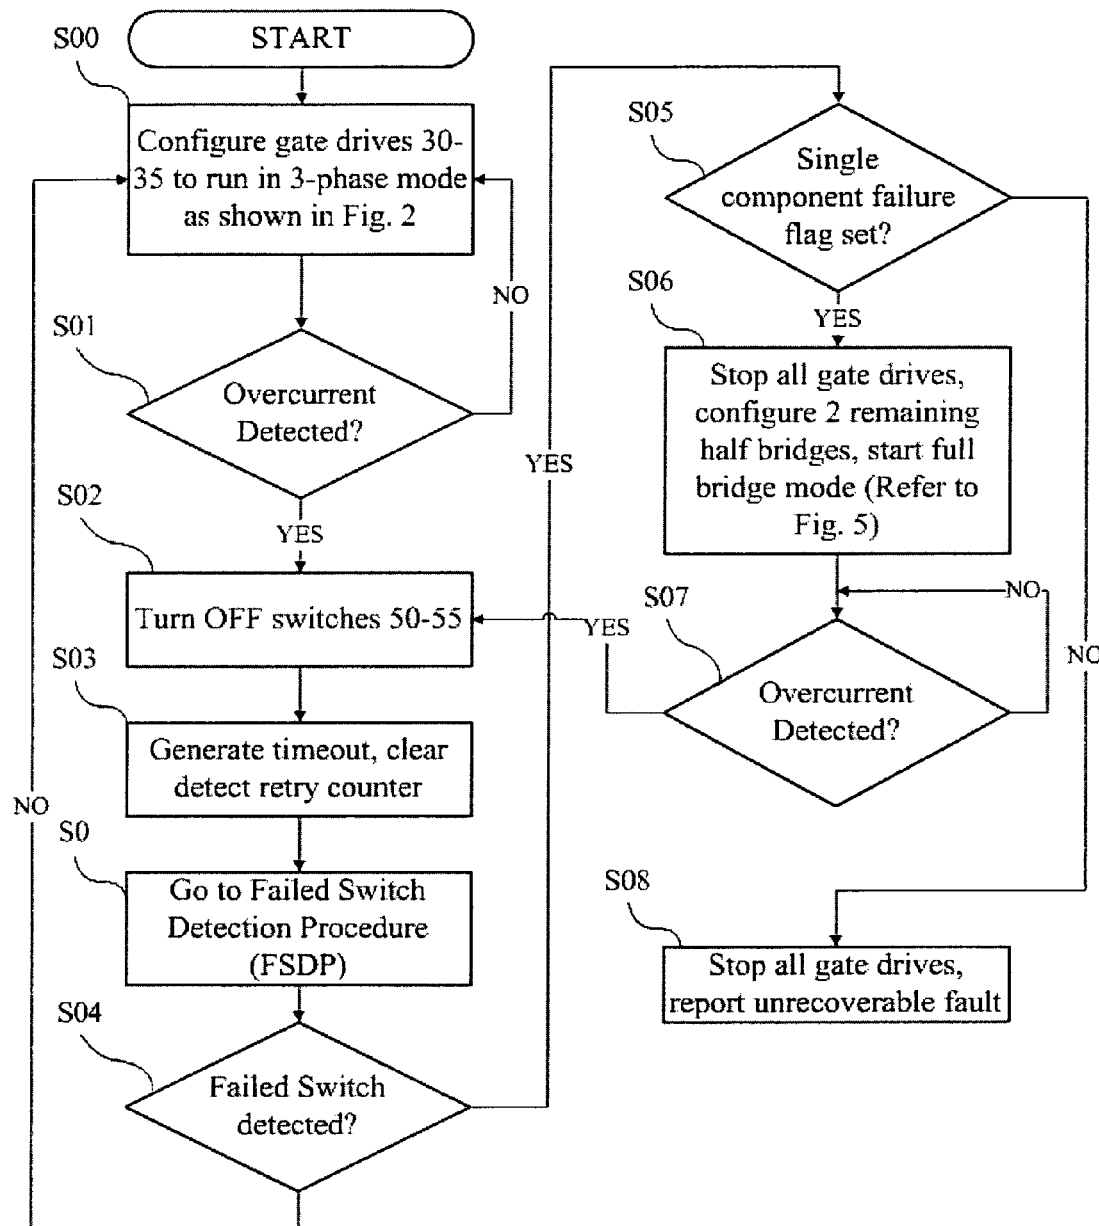 S00
START
Configure gate drives 30-
35 to run in 3-phase mode
as shown in Fig. 2
NO
S01
Overcurrent
Detected?
YES
S02
Turn OFF switches 50-55
S03
Generate timeout, clear
detect retry counter
NO
S0
Go to Failed Switch
Detection Procedure
(FSDP)
S04
Failed Switch
detected?
YES
S05
Single
component failure
flag set?
S06
YES
Stop all gate drives,
configure 2 remaining
half bridges, start full
bridge mode (Refer to
Fig. 5)
S07
NO
YES
Overcurrent
Detected?
NO
S08
Stop all gate drives,
report unrecoverable fault